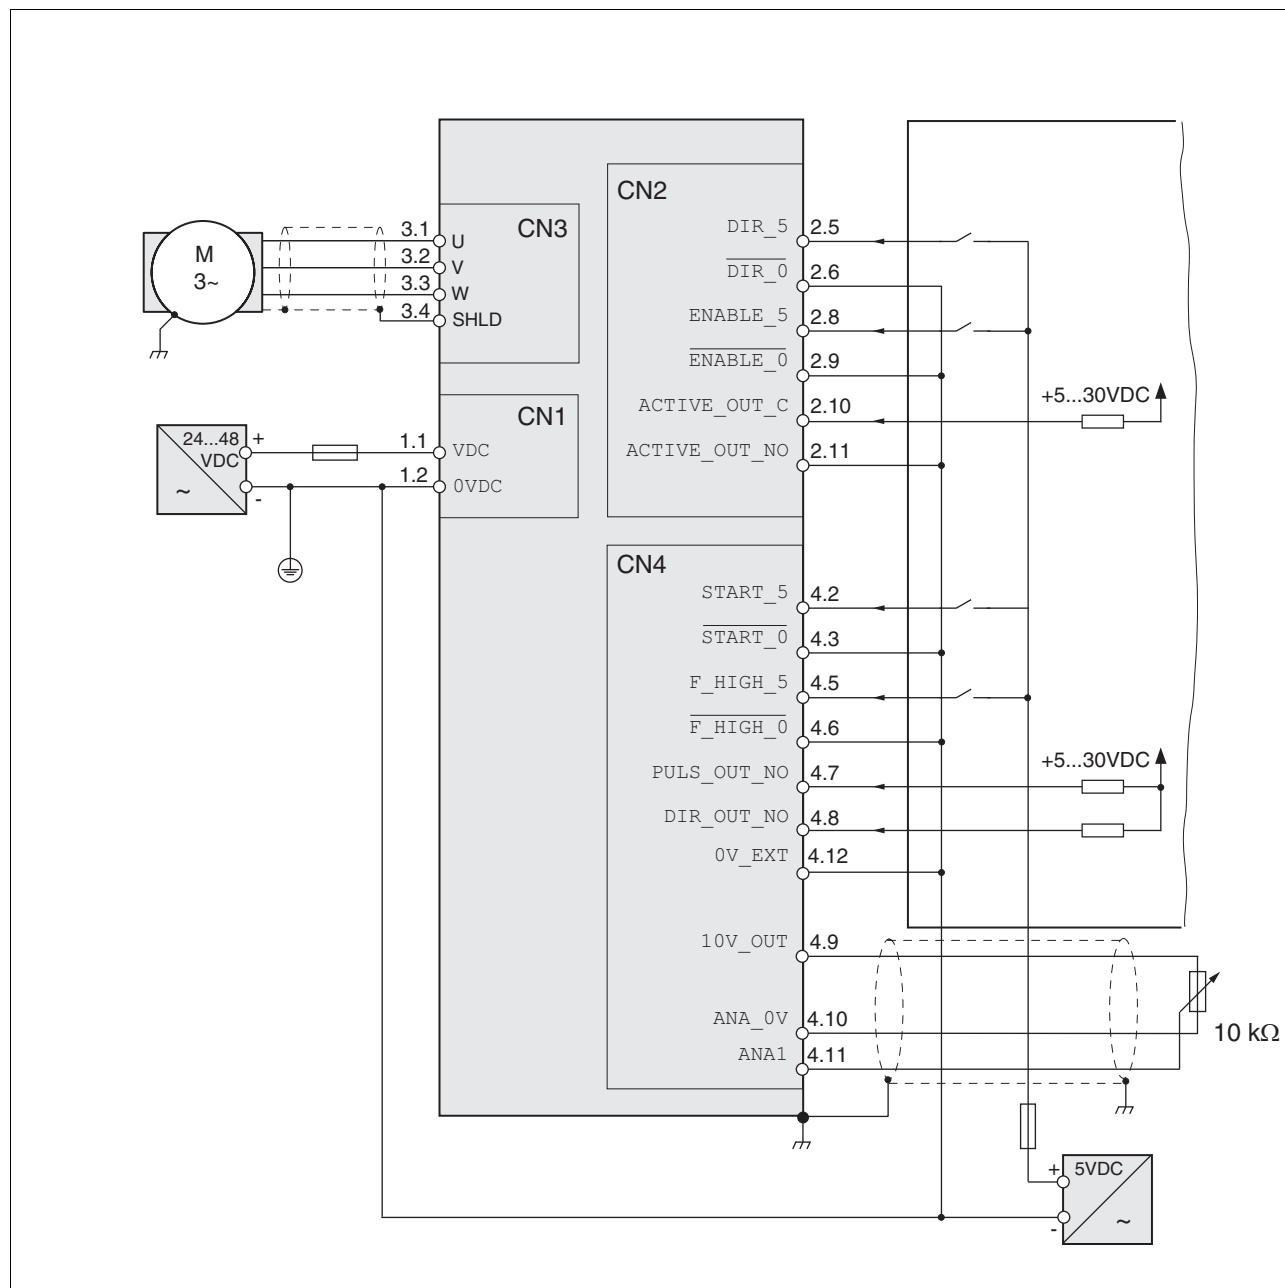 M
3~
3.1
3.2
3.3
3.4
CN3
U
V
W
SHLD
24...48
VDC
~
+
-
1.1
1.2
CN1
VDC
0VDC
CN2
DIR_5 2.5
DIR_0 2.6
ENABLE_5 2.8
ENABLE_0 2.9
ACTIVE_OUT_C 2.10
ACTIVE_OUT_NO 2.11
+5...30VDC
CN4
START_5 4.2
START_0 4.3
F_HIGH_5 4.5
F_HIGH_0 4.6
PULS_OUT_NO 4.7
DIR_OUT_NO 4.8
0V_EXT 4.12
+5...30VDC
10V_OUT 4.9
ANA_0V 4.10
ANA1 4.11
10 kΩ
+
-
5VDC
~